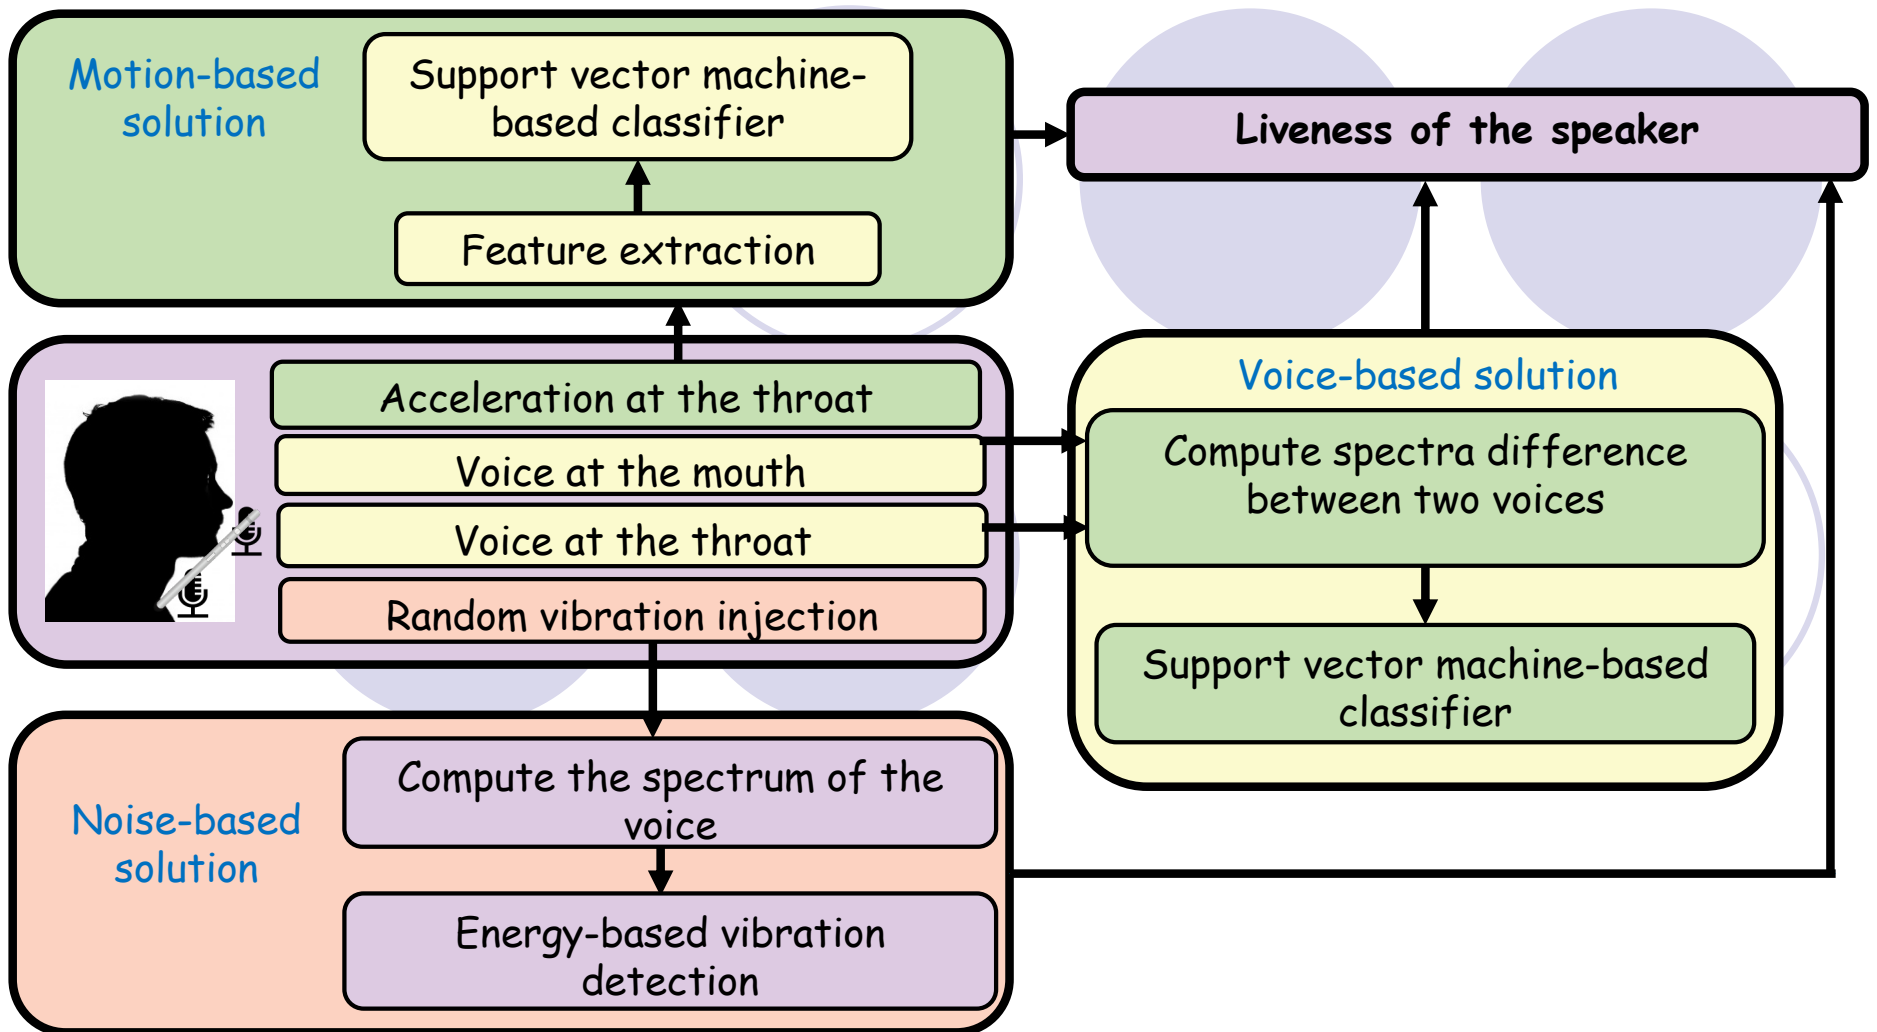 Motion-based
solution
Support vector machine-
based classifier
Feature extraction
Liveness of the speaker
Acceleration at the throat
Voice at the mouth
Voice at the throat
Random vibration injection
Voice-based solution
Compute spectra difference
between two voices
Support vector machine-based
classifier
Noise-based
solution
Compute the spectrum of the
voice
Energy-based vibration
detection